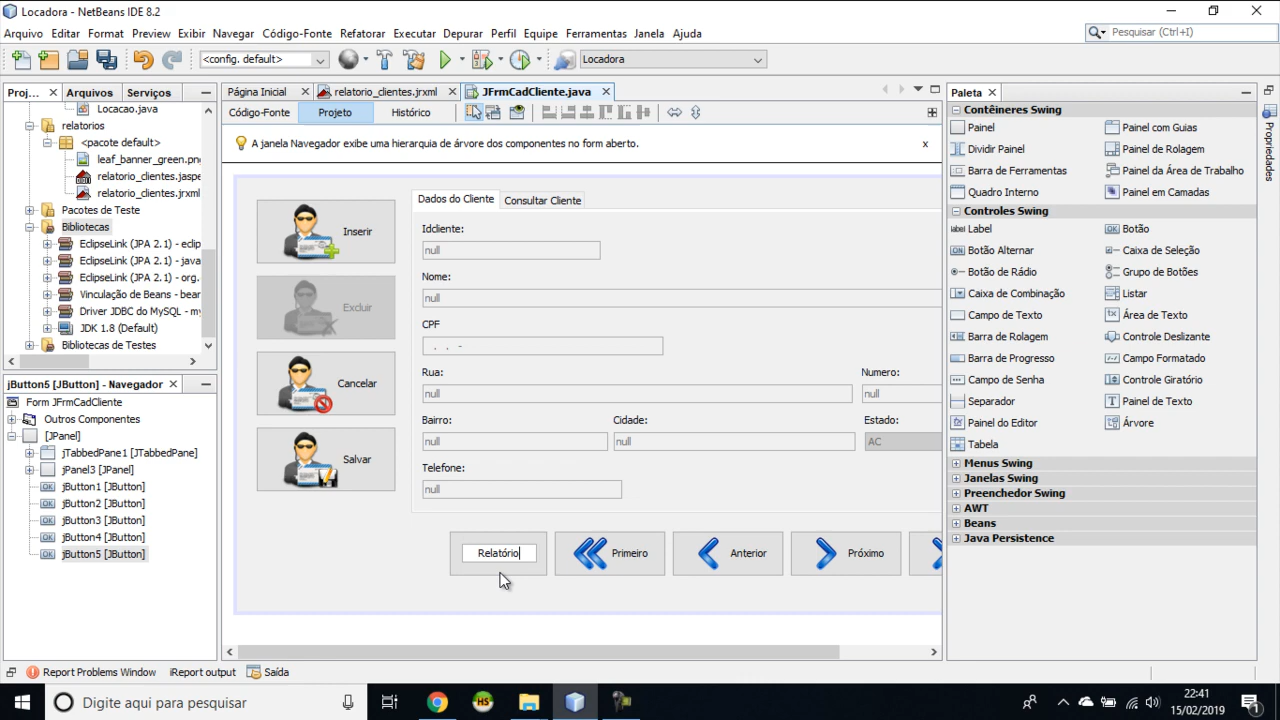 Locadora - NetBeans IDE 8.2
Arquivo Editar Format Preview Exibir Navegar Código-Fonte Refatorar Executar Depurar Perfil Equipe Ferramentas Janela Ajuda
Pesquisar (Ctrl+I)
<config. default>
Locadora
Proj...
Arquivos
Serviços
Página Inicial
relatorio_clientes.jrxml
JFrmCadCliente.java
Paleta
Propriedades
Código-Fonte
Projeto
Histórico
A janela Navegador exibe uma hierarquia de árvore dos componentes no form aberto.
x
Locacao.java
relatorios
<pacote default>
leaf_banner_green.png
relatorio_clientes.jaspe
relatorio_clientes.jrxml
Pacotes de Teste
Bibliotecas
EclipseLink (JPA 2.1) - eclip
EclipseLink (JPA 2.1) - java
EclipseLink (JPA 2.1) - org.
Vinculação de Beans - bear
Driver JDBC do MySQL - my
JDK 1.8 (Default)
Bibliotecas de Testes
jButton5 [JButton] - Navegador
Form JFrmCadCliente
Outros Componentes
[JPanel]
jTabbedPane1 [JTabbedPane]
jPanel3 [JPanel]
OK jButton1 [JButton]
OK jButton2 [JButton]
OK jButton3 [JButton]
OK jButton4 [JButton]
OK jButton5 [JButton]
Inserir
Excluir
Cancelar
Salvar
Dados do Cliente
Consultar Cliente
Idcliente:
null
Nome:
null
CPF
. . -
Rua:
Numero:
null
null
Bairro:
Cidade:
Estado:
null
null
AC
Telefone:
null
Relatório
Primeiro
Anterior
Próximo
Contêineres Swing
Painel
Painel com Guias
Dividir Painel
Painel de Rolagem
Barra de Ferramentas
Painel da Área de Trabalho
Quadro Interno
Painel em Camadas
Controles Swing
label Label
OK Botão
ON Botão Alternar
Caixa de Seleção
Botão de Rádio
Grupo de Botões
Caixa de Combinação
Listar
Campo de Texto
Área de Texto
Barra de Rolagem
Controle Deslizante
Barra de Progresso
Campo Formatado
Campo de Senha
Controle Giratório
Separador
T Painel de Texto
Painel do Editor
Árvore
Tabela
Menus Swing
Janelas Swing
Preenchedor Swing
AWT
Beans
Java Persistence
Report Problems Window
iReport output
Saída
Digite aqui para pesquisar
HS
22:41
15/02/2019
1